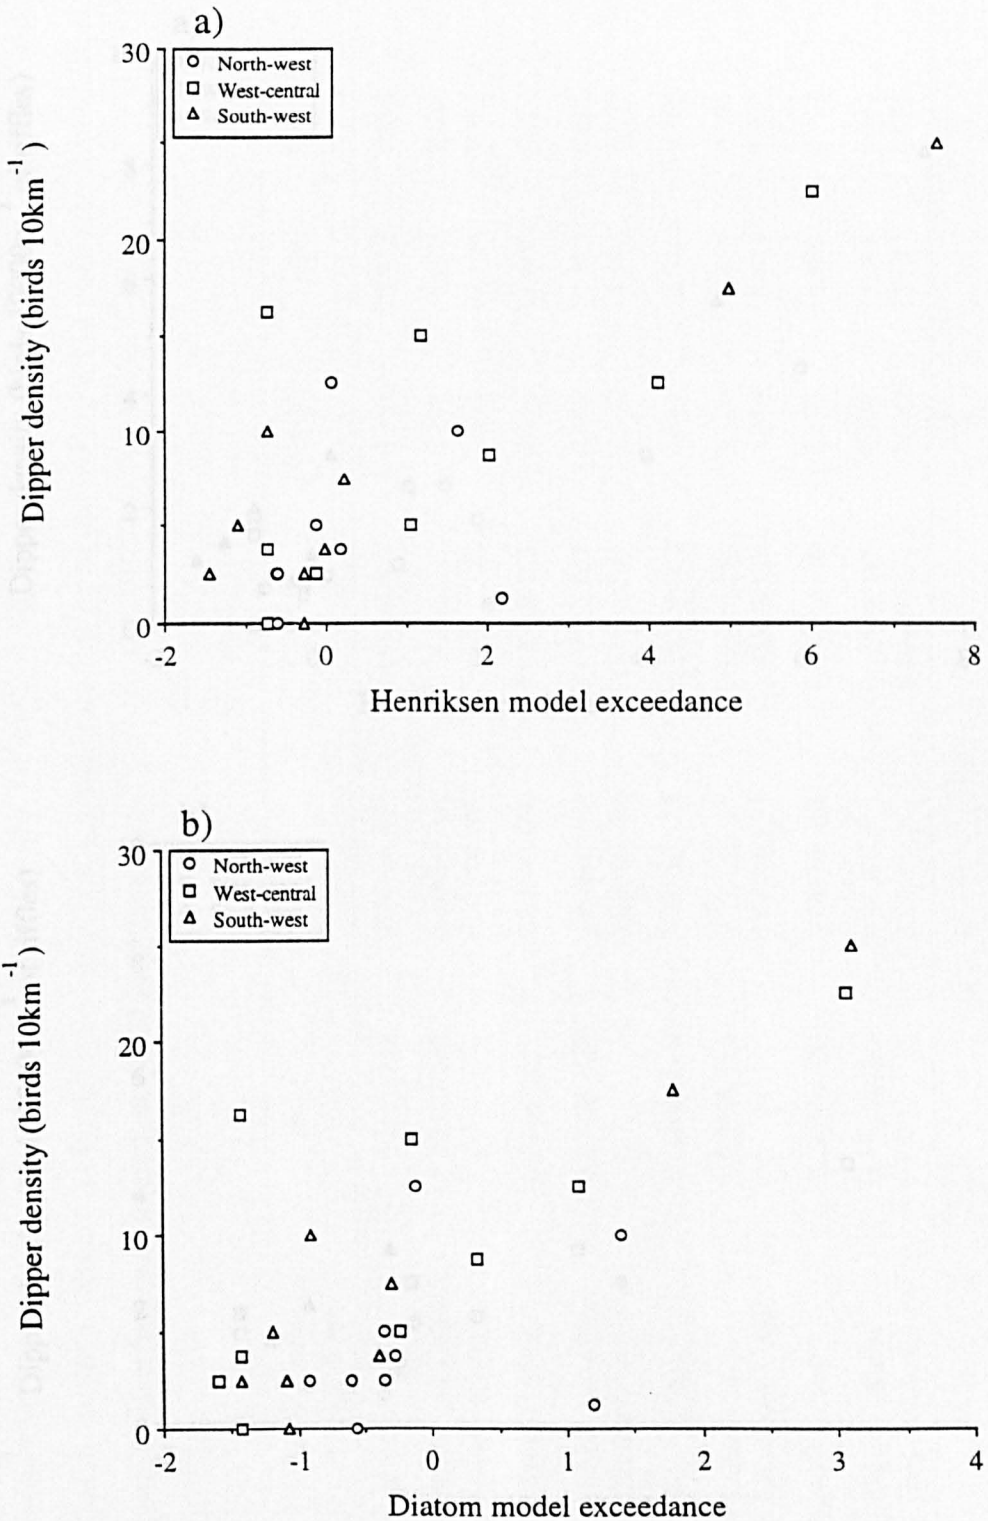 a)
30
North-west
West-central
South-west
20
10
0
Dipper density (birds 10km⁻¹)
-2 0 2 4 6 8
Henriksen model exceedance
b)
30
North-west
West-central
South-west
20
10
0
Dipper density (birds 10km⁻¹)
-2 -1 0 1 2 3 4
Diatom model exceedance